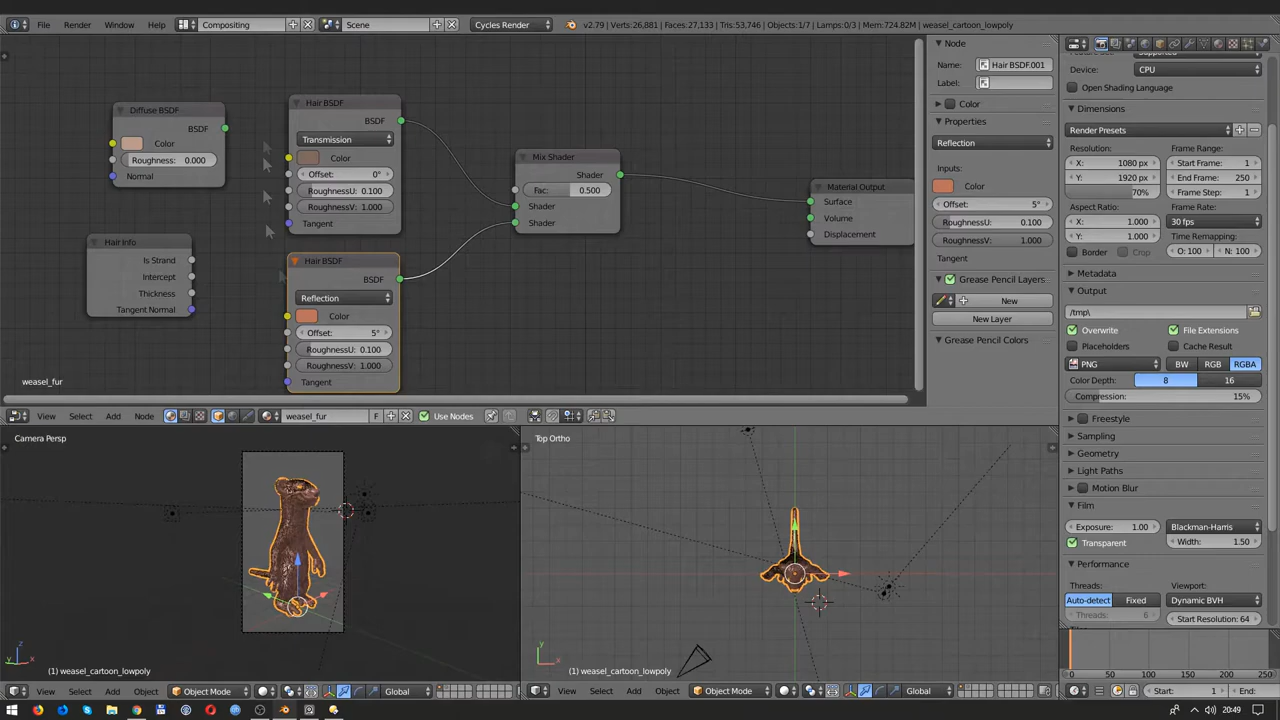 File Render Window Help Compositing Scene Cycles Render v2.79 | Verts:26,881 | Faces:27,133 | Tris:53,746 | Objects:1/7 | Lamps:0/3 | Mem:724.82M | weasel_cartoon_lowpoly
Diffuse BSDF
BSDF
Color
Roughness: 0.000
Normal
Hair Info
Is Strand
Intercept
Thickness
Tangent Normal
Hair BSDF
BSDF
Transmission
Color
Offset: 0°
RoughnessU: 0.100
RoughnessV: 1.000
Tangent
Hair BSDF
BSDF
Reflection
Color
Offset: 5°
RoughnessU: 0.100
RoughnessV: 1.000
Tangent
Mix Shader
Shader
Fac: 0.500
Shader
Shader
Material Output
Surface
Volume
Displacement
weasel_fur
Node
Name: Hair BSDF.001
Label:
Color
Properties
Reflection
Inputs:
Color
Offset: 5°
RoughnessU: 0.100
RoughnessV: 1.000
Tangent
Grease Pencil Layers
New
New Layer
Grease Pencil Colors
View Select Add Node weasel_fur F Use Nodes
Camera Persp
(1) weasel_cartoon_lowpoly
View Select Add Object Object Mode Global
Top Ortho
(1) weasel_cartoon_lowpoly
View Select Add Object Object Mode Global
Device: CPU
Open Shading Language
Dimensions
Render Presets
Resolution: Frame Range:
X: 1080 px Start Frame: 1
Y: 1920 px End Frame: 250
70% Frame Step: 1
Aspect Ratio: Frame Rate:
X: 1.000 30 fps
Y: 1.000 Time Remapping:
Border Crop O: 100 N: 100
Metadata
Output
/tmp\
Overwrite File Extensions
Placeholders Cache Result
PNG BW RGB RGBA
Color Depth: 8 16
Compression: 15%
Freestyle
Sampling
Geometry
Light Paths
Motion Blur
Film
Exposure: 1.00 Blackman-Harris
Transparent Width: 1.50
Performance
Threads: Viewport:
Auto-detect Fixed Dynamic BVH
Threads: 6 Start Resolution: 64
0 50 100 150 200 250
Start: 1 End:
20:49